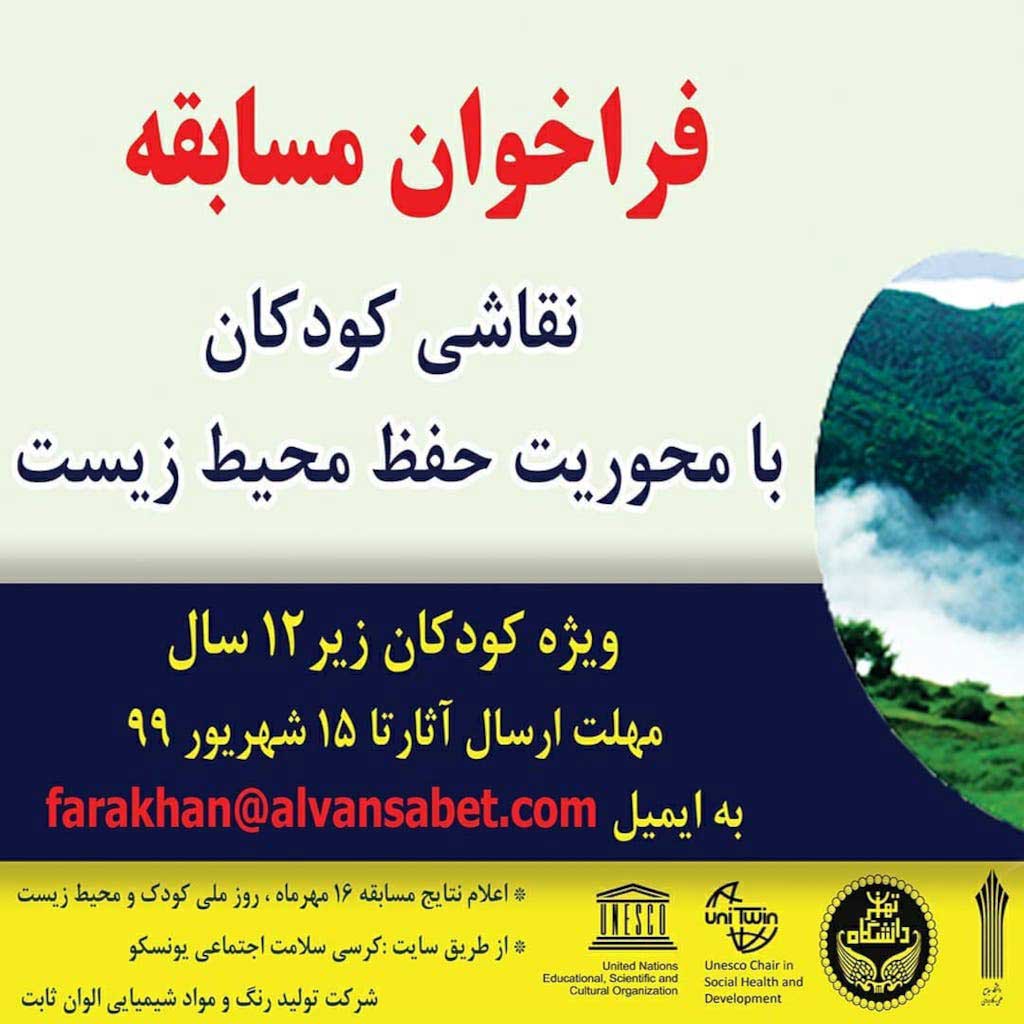 فراخوان مسابقه
نقاشی کودکان
با محوریت حفظ محیط زیست
ویژه کودکان زیر ۱۲ سال
مهلت ارسال آثار تا ۱۵ شهریور ۹۹
به ایمیل farakhan@alvansabet.com
* اعلام نتایج مسابقه ۱۶ مهرماه ، روز ملی کودک و محیط زیست
* از طریق سایت :کرسی سلامت اجتماعی یونسکو
شرکت تولید رنگ و مواد شیمیایی الوان ثابت
UNESCO
United Nations
Educational, Scientific and
Cultural Organization
uniTwin
Unesco Chair in
Social Health and
Development
دانشگاه
تهران